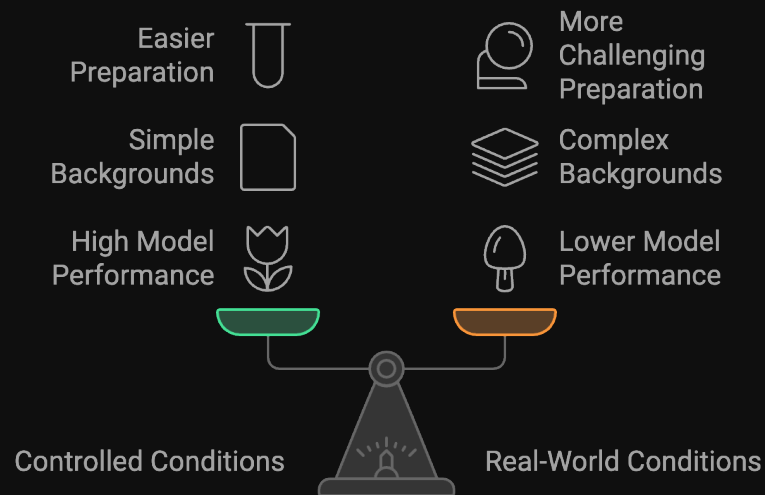 Easier
Preparation
Simple
Backgrounds
High Model
Performance
More
Challenging
Preparation
Complex
Backgrounds
Lower Model
Performance
Controlled Conditions
Real-World Conditions